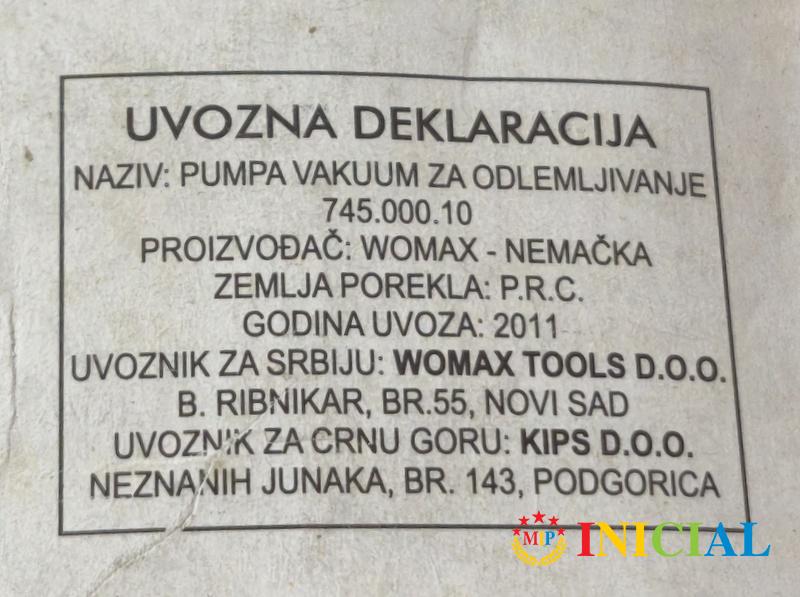 UVOZNA DEKLARACIJA
NAZIV: PUMPA VAKUUM ZA ODLEMLJIVANJE
745.000.10
PROIZVOĐAČ: WOMAX - NEMAČKA
ZEMLJA POREKLA: P.R.C.
GODINA UVOZA: 2011
UVOZNIK ZA SRBIJU: WOMAX TOOLS D.O.O.
B. RIBNIKAR, BR.55, NOVI SAD
UVOZNIK ZA CRNU GORU: KIPS D.O.O.
NEZNANIH JUNAKA, BR. 143, PODGORICA
MIP INICIAL